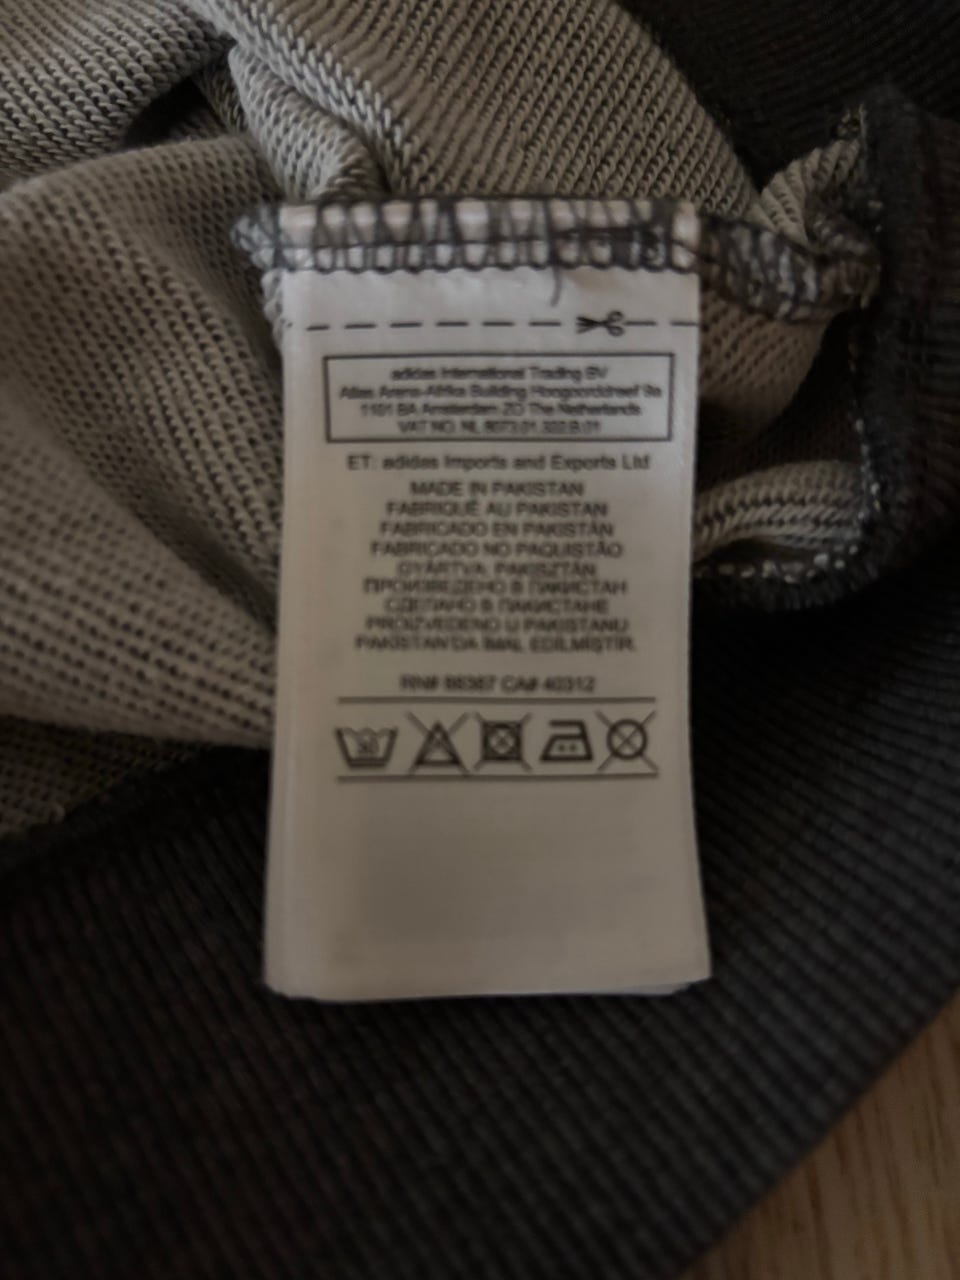 adidas International Trading BV
Atlas Arena-Afrika Building Hoogoorddreef 9a
1101 BA Amsterdam ZO The Netherlands
VAT NO. NL 8073.01.322.B.01
ET: adidas Imports and Exports Ltd
MADE IN PAKISTAN
FABRIQUÉ AU PAKISTAN
FABRICADO EN PAKISTÁN
FABRICADO NO PAQUISTÃO
GYÁRTVA: PAKISZTÁN
ПРОИЗВЕДЕНО В ПАКИСТАН
СДЕЛАНО В ПАКИСТАНЕ
PROIZVEDENO U PAKISTANU
PAKİSTAN'DA İMAL EDİLMİŞTİR.
RN# 88387 CA# 40312
30